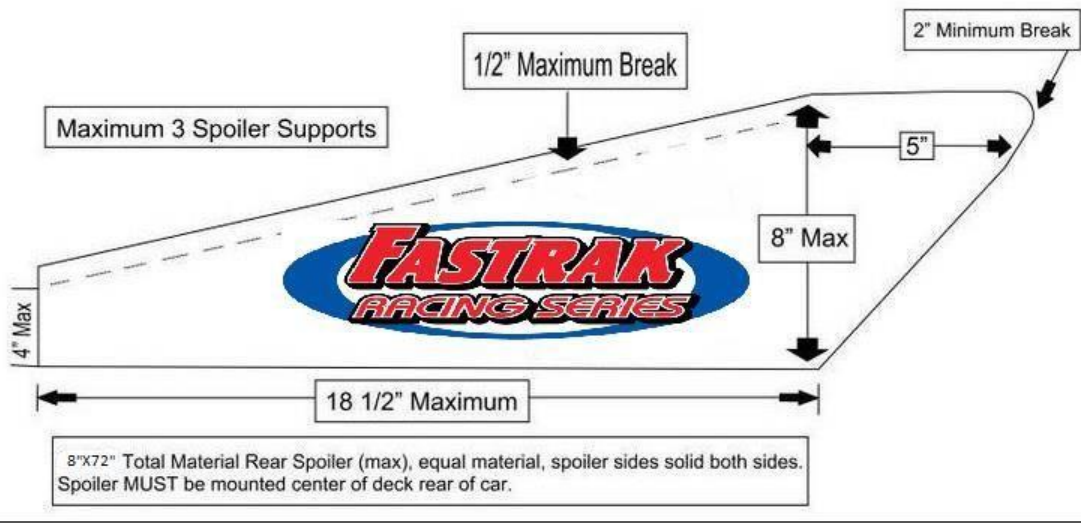 2” Minimum Break
1/2” Maximum Break
Maximum 3 Spoiler Supports
5”
8” Max
FASTRAK
RACING SERIES
4” Max
18 1/2” Maximum
8"X72" Total Material Rear Spoiler (max), equal material, spoiler sides solid both sides.
Spoiler MUST be mounted center of deck rear of car.